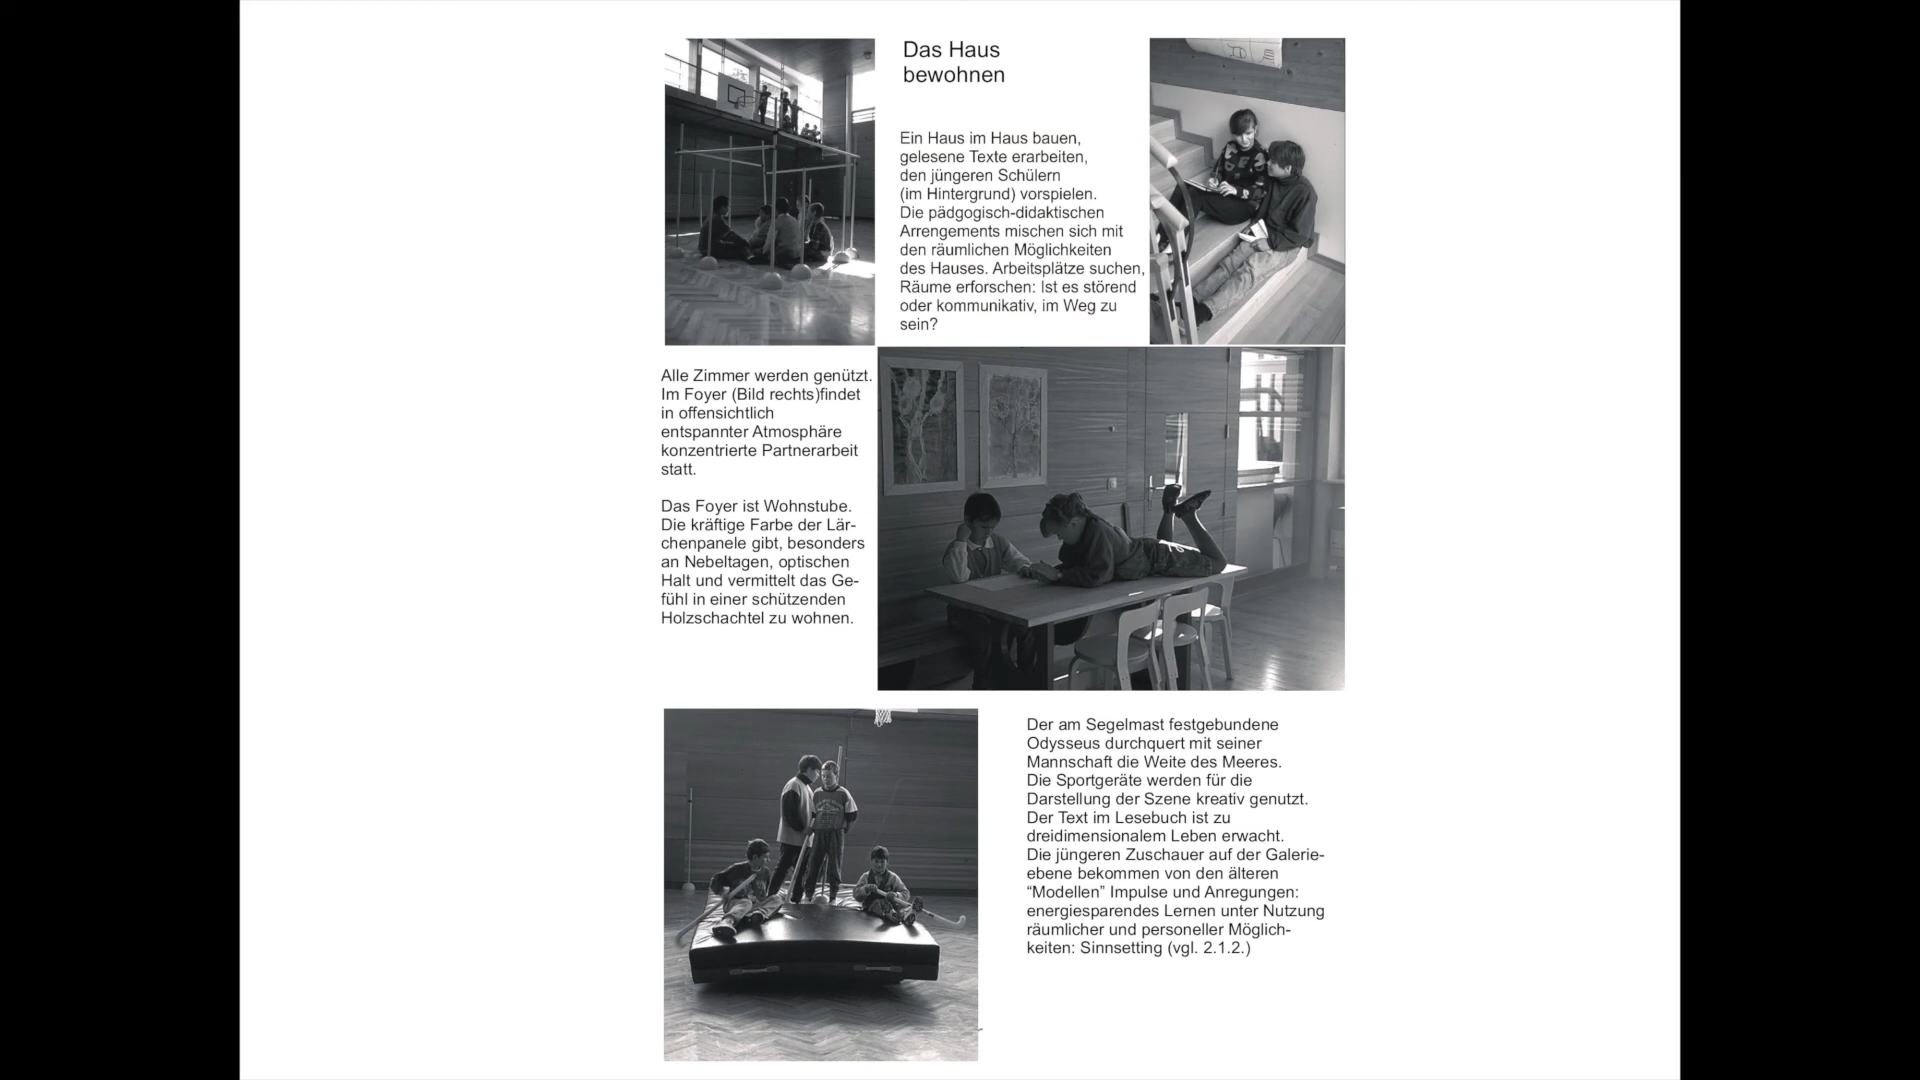 Das Haus
bewohnen
Ein Haus im Haus bauen,
gelesene Texte erarbeiten,
den jüngeren Schülern
(im Hintergrund) vorspielen.
Die pädgogisch-didaktischen
Arrengements mischen sich mit
den räumlichen Möglichkeiten
des Hauses. Arbeitsplätze suchen,
Räume erforschen: Ist es störend
oder kommunikativ, im Weg zu
sein?
Alle Zimmer werden genützt.
Im Foyer (Bild rechts)findet
in offensichtlich
entspannter Atmosphäre
konzentrierte Partnerarbeit
statt.
Das Foyer ist Wohnstube.
Die kräftige Farbe der Lär-
chenpanele gibt, besonders
an Nebeltagen, optischen
Halt und vermittelt das Ge-
fühl in einer schützenden
Holzschachtel zu wohnen.
Der am Segelmast festgebundene
Odysseus durchquert mit seiner
Mannschaft die Weite des Meeres.
Die Sportgeräte werden für die
Darstellung der Szene kreativ genutzt.
Der Text im Lesebuch ist zu
dreidimensionalem Leben erwacht.
Die jüngeren Zuschauer auf der Galerie-
ebene bekommen von den älteren
“Modellen” Impulse und Anregungen:
energiesparendes Lernen unter Nutzung
räumlicher und personeller Möglich-
keiten: Sinnsetting (vgl. 2.1.2.)